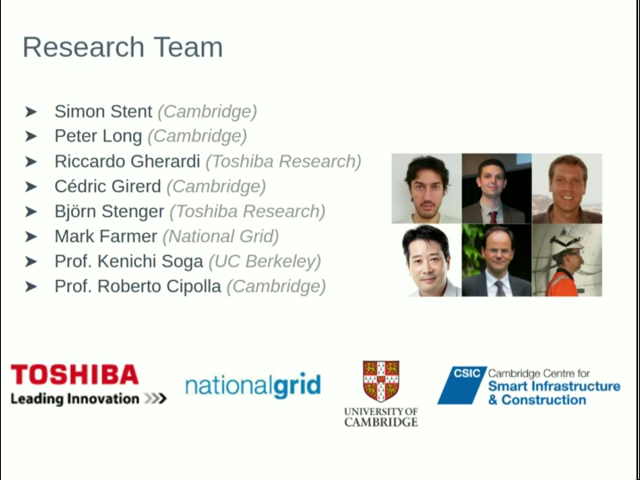 Research Team
➤ Simon Stent (Cambridge)
➤ Peter Long (Cambridge)
➤ Riccardo Gherardi (Toshiba Research)
➤ Cédric Girerd (Cambridge)
➤ Björn Stenger (Toshiba Research)
➤ Mark Farmer (National Grid)
➤ Prof. Kenichi Soga (UC Berkeley)
➤ Prof. Roberto Cipolla (Cambridge)
TOSHIBA
Leading Innovation >>>
nationalgrid
UNIVERSITY OF
CAMBRIDGE
CSIC Cambridge Centre for
Smart Infrastructure
& Construction